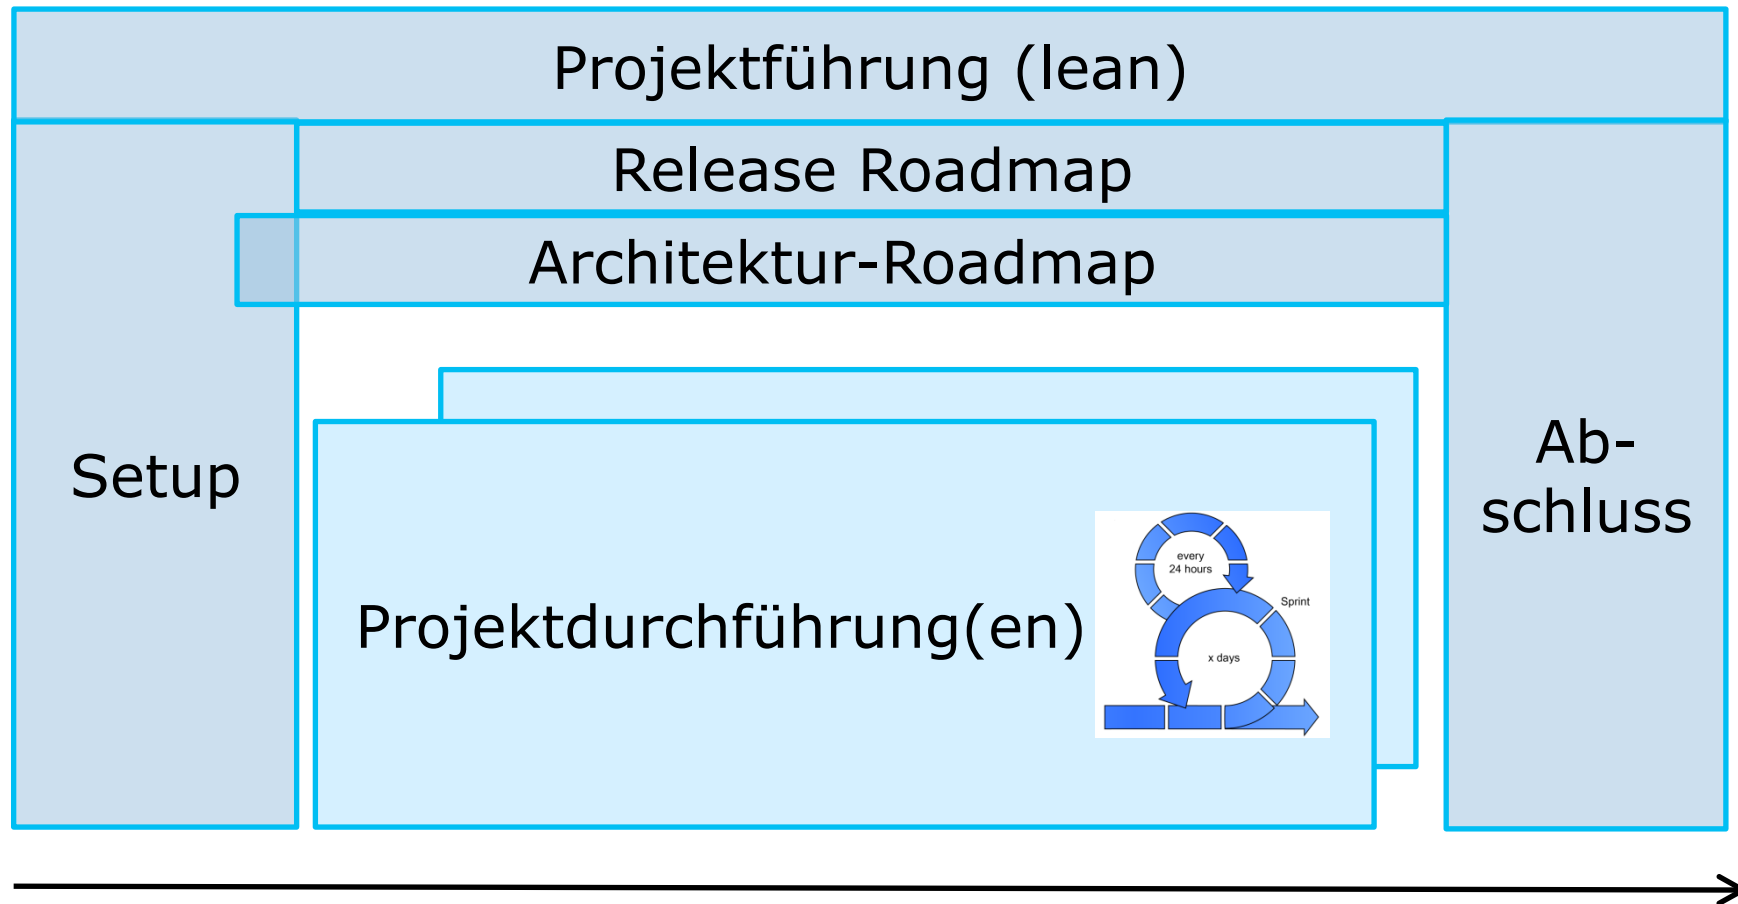 Projektführung (lean)
Release Roadmap
Architektur-Roadmap
Setup
Projektdurchführung(en)
every
24 hours
Sprint
x days
Ab-
schluss